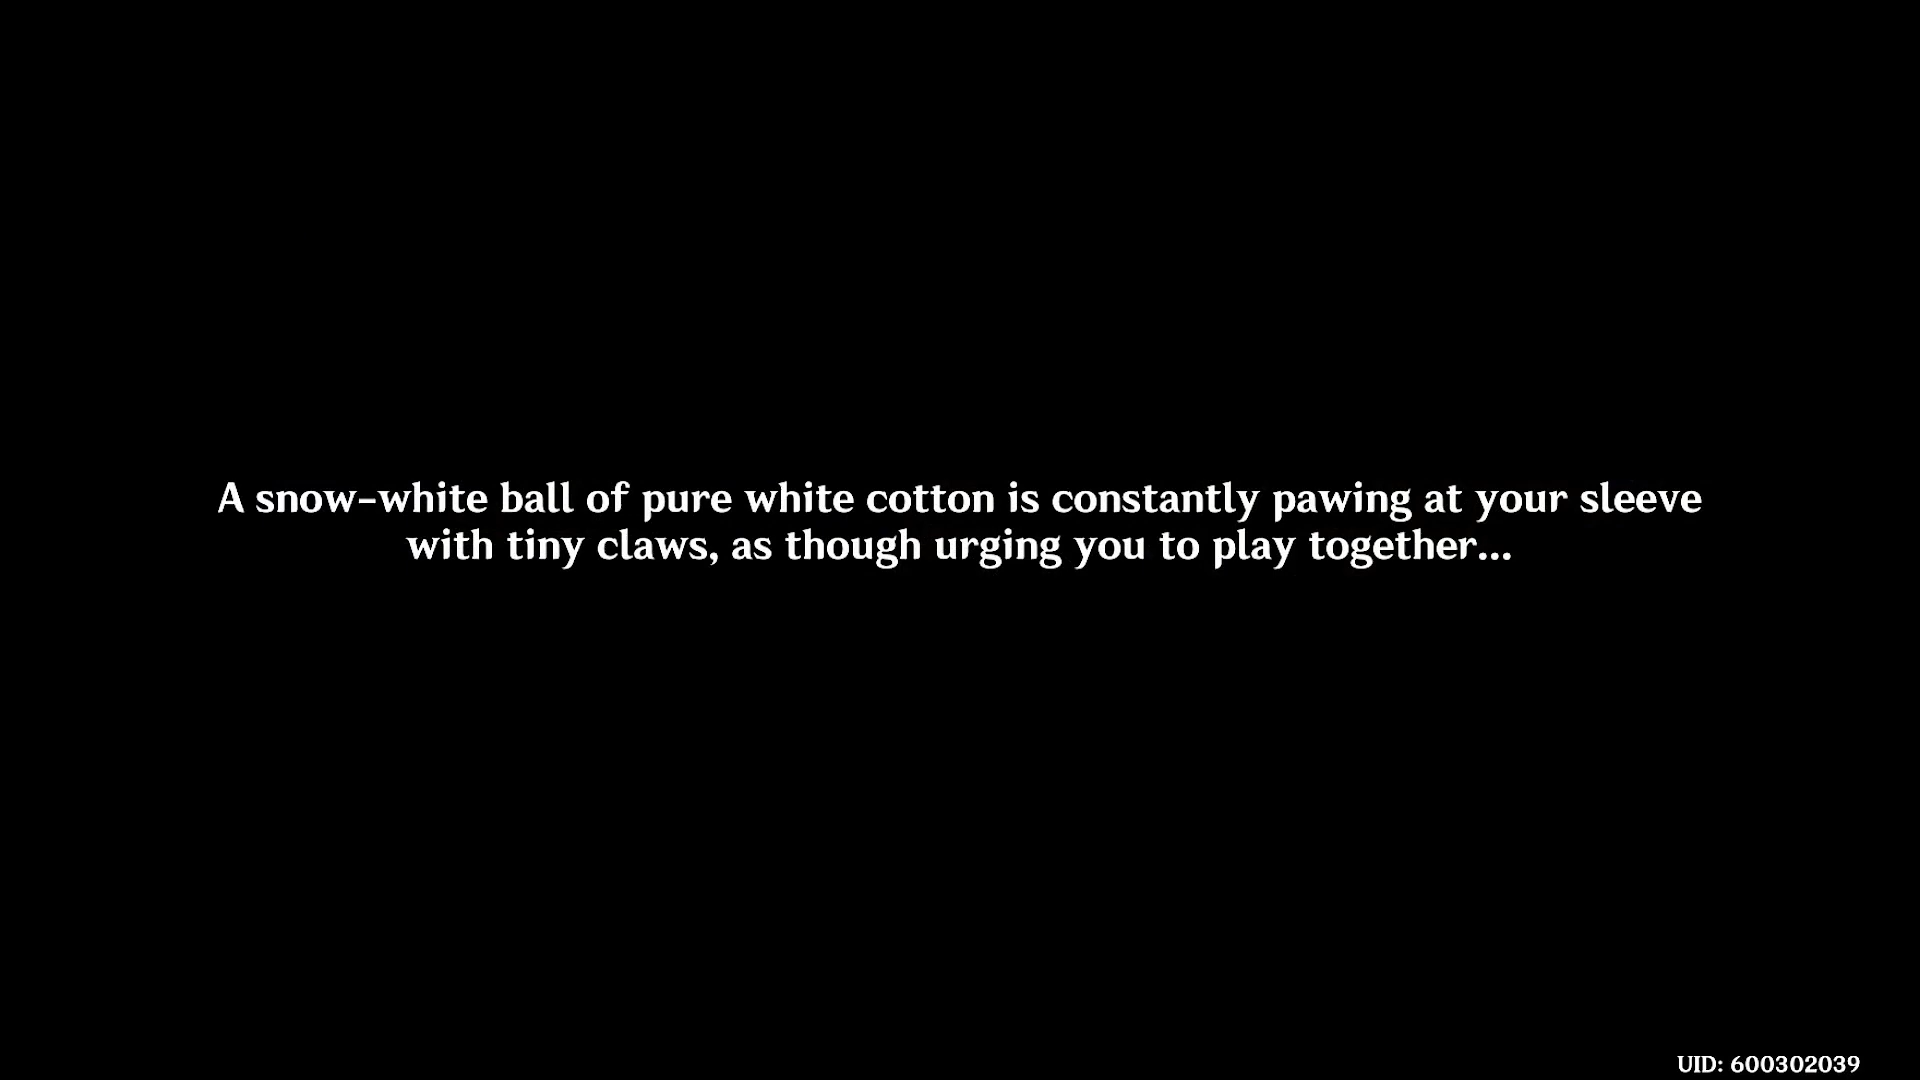 A snow-white ball of pure white cotton is constantly pawing at your sleeve
with tiny claws, as though urging you to play together...
UID: 600302039